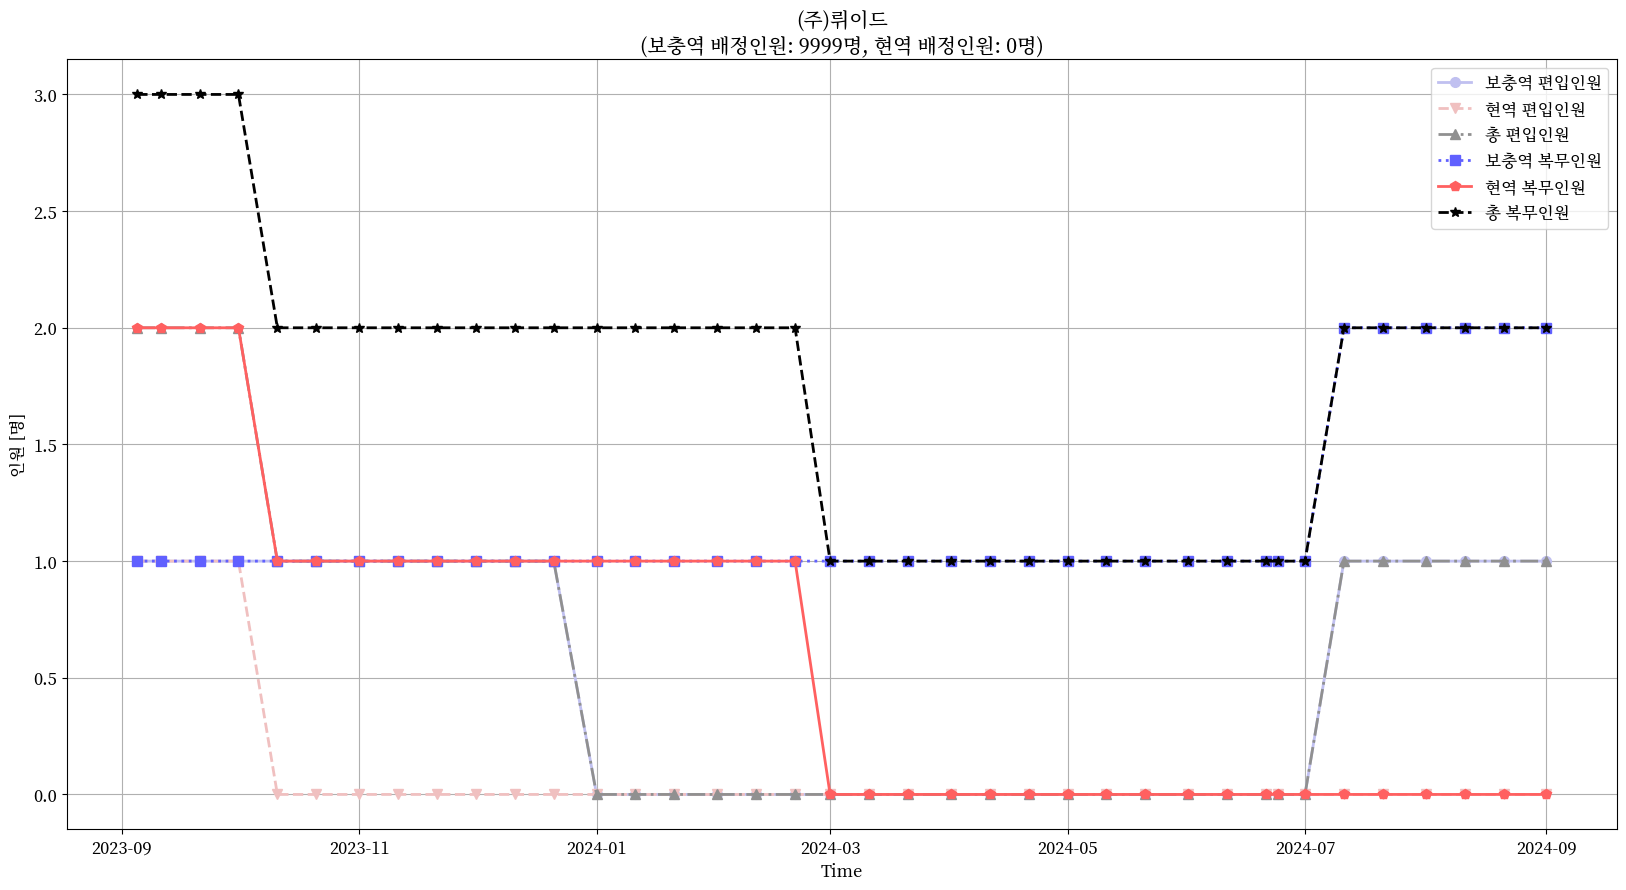 (주)뤼이드
(보충역 배정인원: 9999명, 현역 배정인원: 0명)
보충역 편입인원
현역 편입인원
총 편입인원
보충역 복무인원
현역 복무인원
총 복무인원
인원 [명]
3.0
2.5
2.0
1.5
1.0
0.5
0.0
2023-09
2023-11
2024-01
2024-03
2024-05
2024-07
2024-09
Time